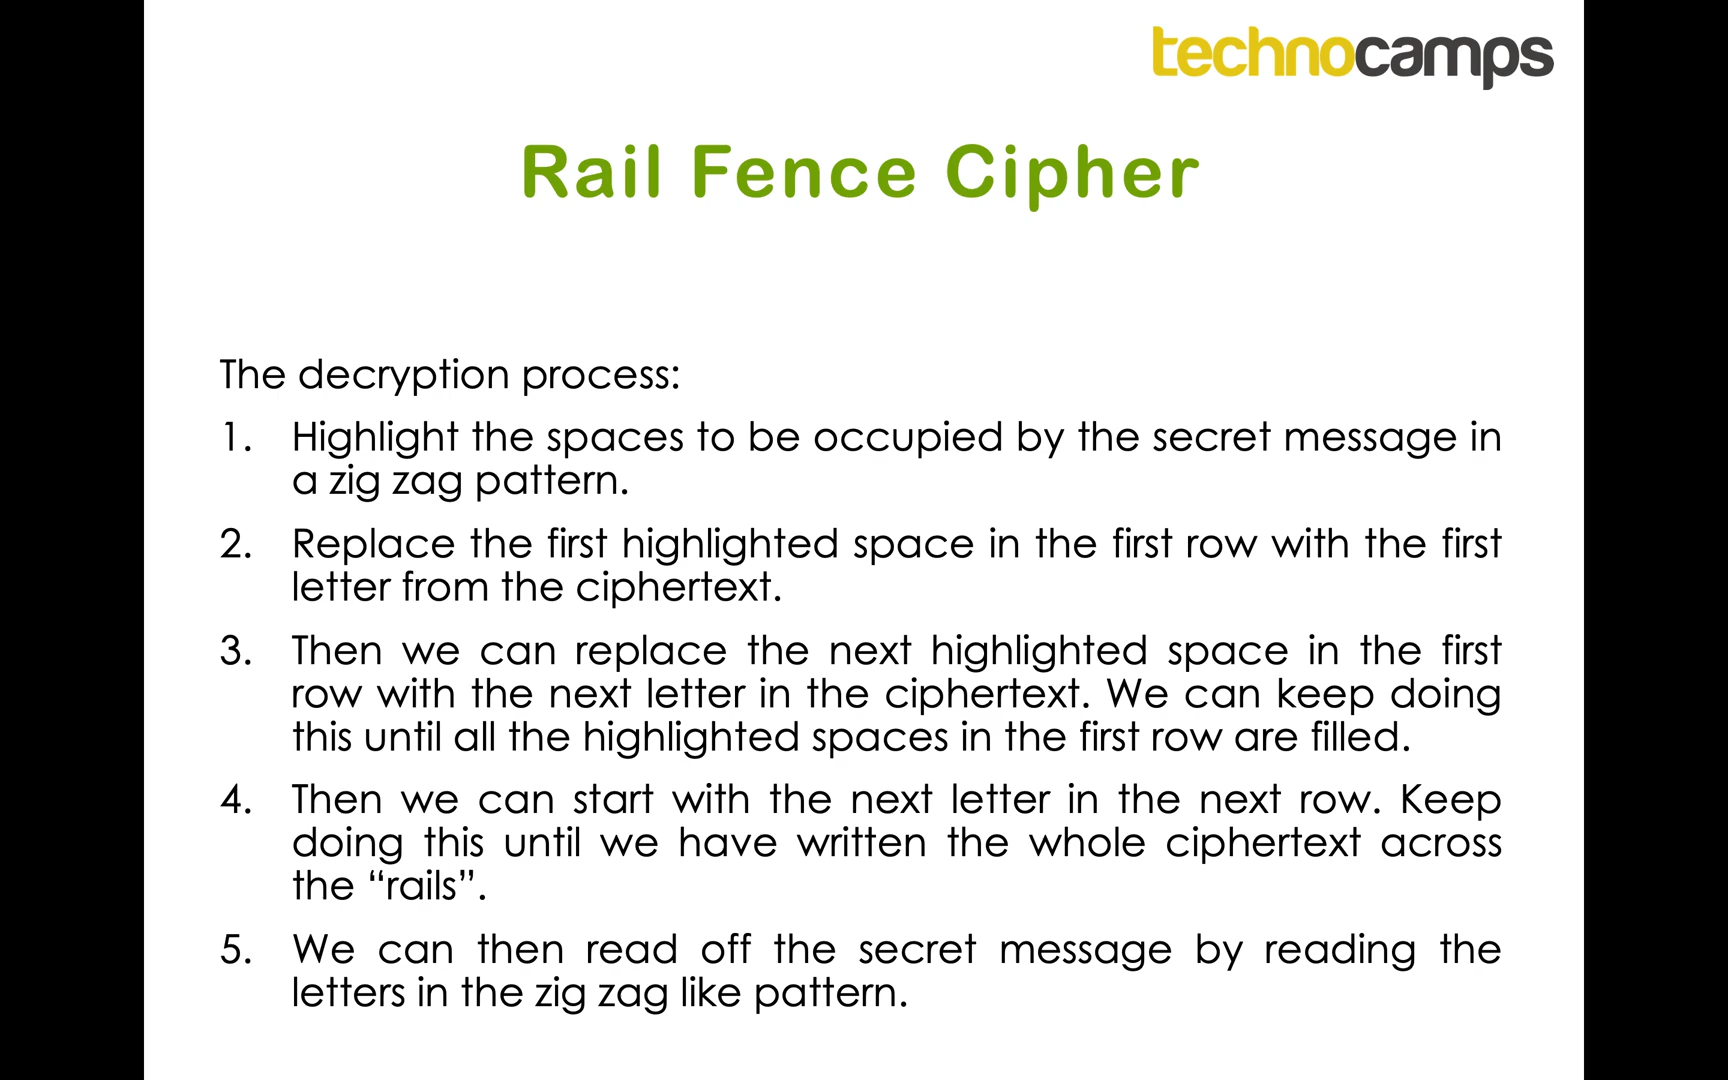 technocamps
Rail Fence Cipher
The decryption process:
1. Highlight the spaces to be occupied by the secret message in
a zig zag pattern.
2. Replace the first highlighted space in the first row with the first
letter from the ciphertext.
3. Then we can replace the next highlighted space in the first
row with the next letter in the ciphertext. We can keep doing
this until all the highlighted spaces in the first row are filled.
4. Then we can start with the next letter in the next row. Keep
doing this until we have written the whole ciphertext across
the “rails”.
5. We can then read off the secret message by reading the
letters in the zig zag like pattern.